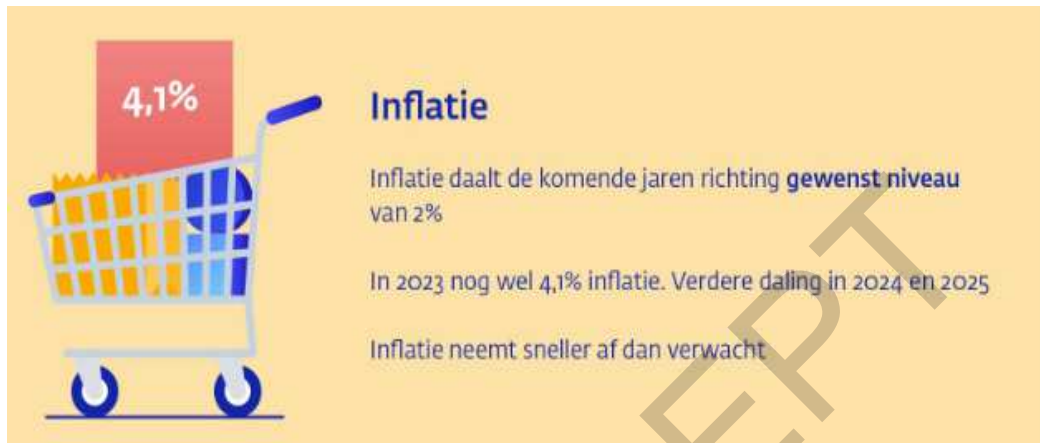 4,1%
Inflatie
Inflatie daalt de komende jaren richting gewenst niveau
van 2%
In 2023 nog wel 4,1% inflatie. Verdere daling in 2024 en 2025
Inflatie neemt sneller af dan verwacht
EPT